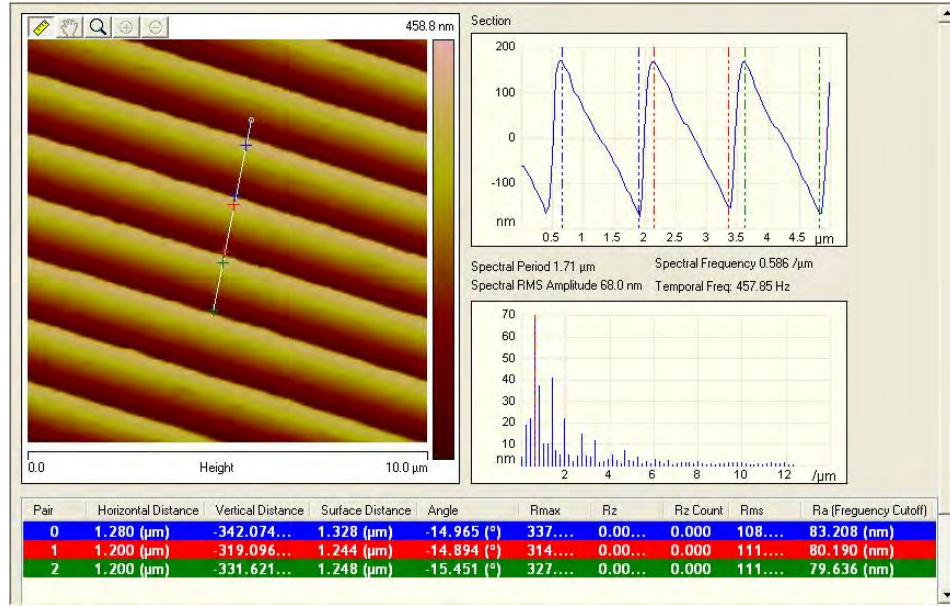 458.8 nm
Section
200
100
0
-100
nm
0.5 1 1.5 2 2.5 3 3.5 4 4.5 µm
Spectral Period 1.71 µm Spectral Frequency 0.586 /µm
Spectral RMS Amplitude 68.0 nm Temporal Freq: 457.85 Hz
70
60
50
40
30
20
10
nm
2 4 6 8 10 12 /µm
0.0 Height 10.0 µm
Pair Horizontal Distance Vertical Distance Surface Distance Angle Rmax Rz Rz Count Rms Ra (Freguency Cutoff)
0 1.280 (µm) -342.074... 1.328 (µm) -14.965 (°) 337.... 0.00... 0.000 108.... 83.208 (nm)
1 1.200 (µm) -319.096... 1.244 (µm) -14.894 (°) 314.... 0.00... 0.000 111.... 80.190 (nm)
2 1.200 (µm) -331.621... 1.248 (µm) -15.451 (°) 327.... 0.00... 0.000 111.... 79.636 (nm)